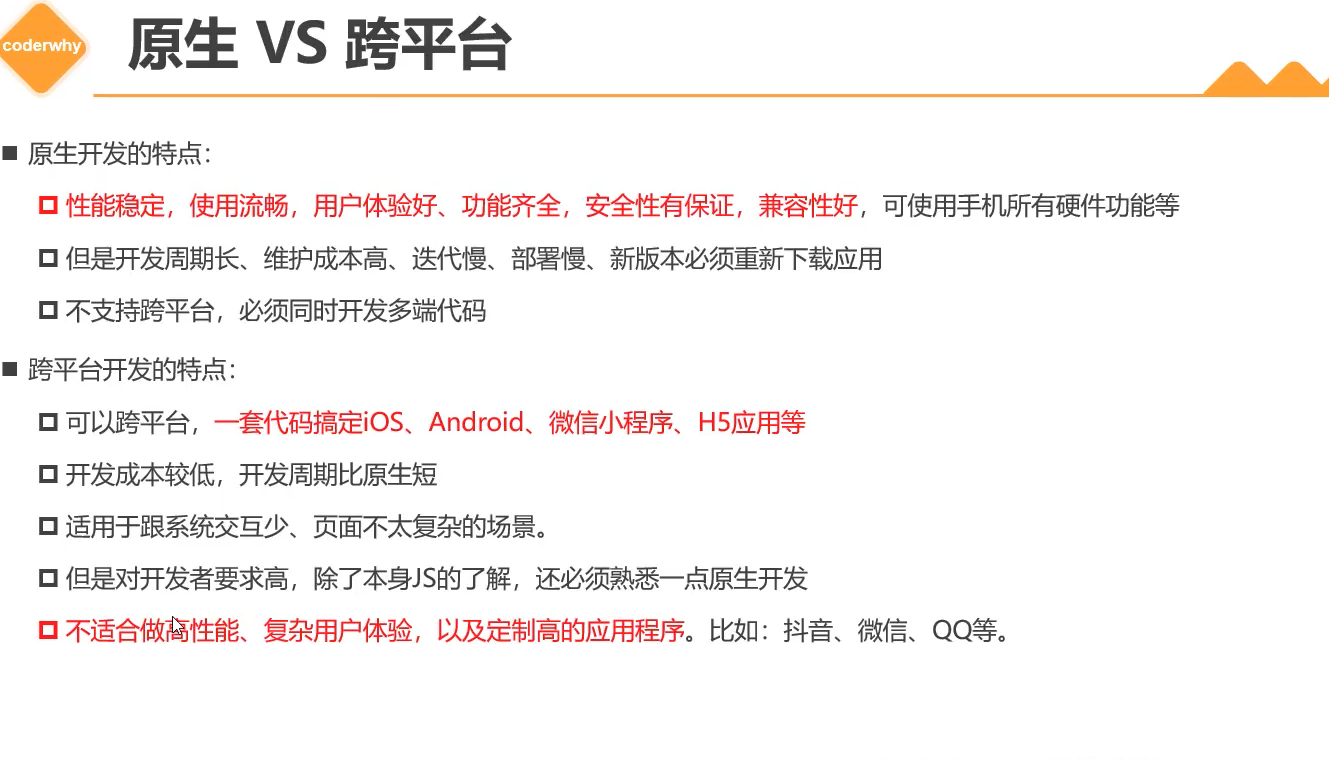 coderwhy
原生 VS 跨平台
原生开发的特点：
性能稳定，使用流畅，用户体验好、功能齐全，安全性有保证，兼容性好，可使用手机所有硬件功能等
但是开发周期长、维护成本高、迭代慢、部署慢、新版本必须重新下载应用
不支持跨平台，必须同时开发多端代码
跨平台开发的特点：
可以跨平台，一套代码搞定iOS、Android、微信小程序、H5应用等
开发成本较低，开发周期比原生短
适用于跟系统交互少、页面不太复杂的场景。
但是对开发者要求高，除了本身JS的了解，还必须熟悉一点原生开发
不适合做高性能、复杂用户体验，以及定制高的应用程序。比如：抖音、微信、QQ等。